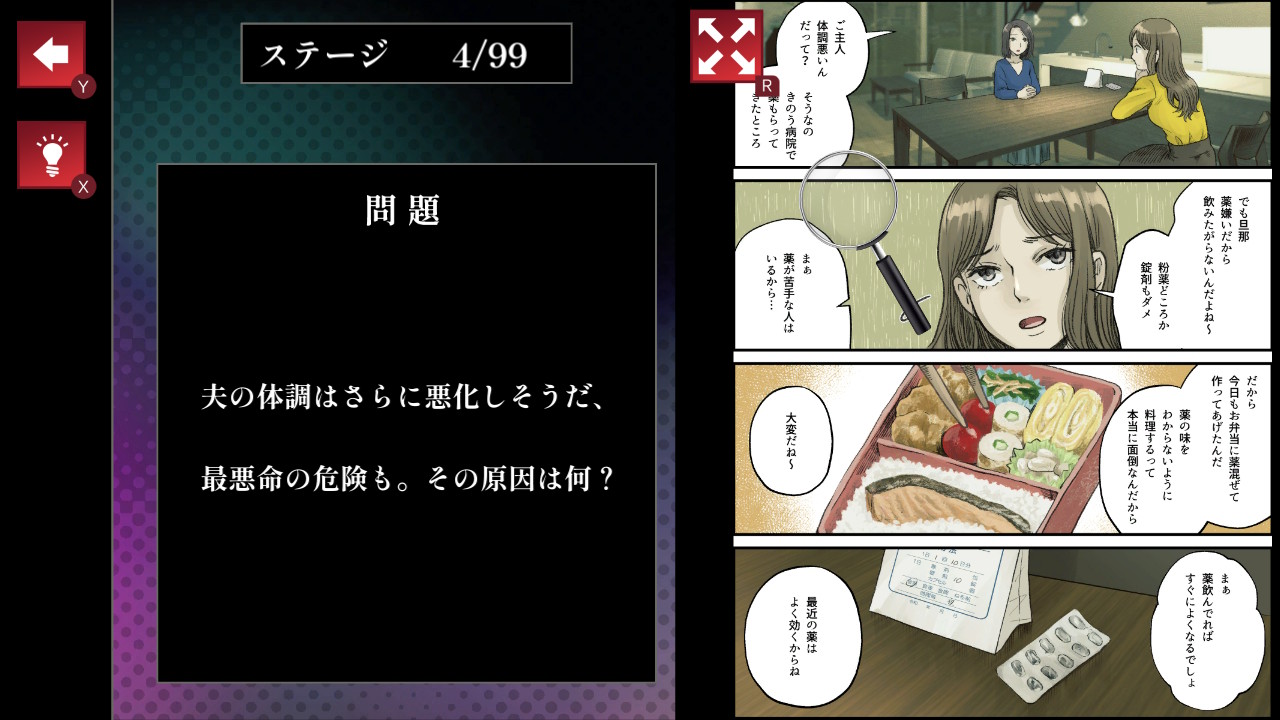 Y
X
ステージ 4/99
問題
夫の体調はさらに悪化しそうだ、
最悪命の危険も。その原因は何？
R
ご主人
体調悪いん
だって？
そうなの
きのう病院で
薬もらって
きたところ
でも旦那
薬嫌いだから
飲みたがらないんだよね〜
粉薬どころか
錠剤もダメ
まぁ
薬が苦手な人は
いるから…
だから
今日もお弁当に薬混ぜて
作ってあげたんだ
薬の味を
わからないように
料理するって
本当に面倒なんだから
大変だね〜
まぁ
薬飲んでれば
すぐによくなるでしょ
最近の薬は
よく効くからね